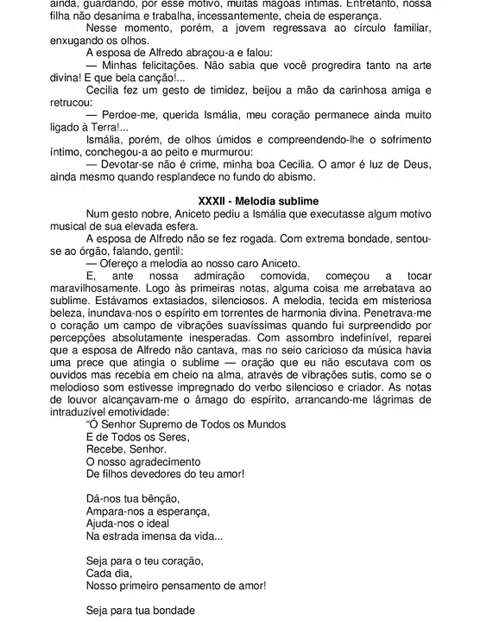 ainda, guardando, por esse motivo, muitas mágoas íntimas. Entretanto, nossa
filha não desanima e trabalha, incessantemente, cheia de esperança.
Nesse momento, porém, a jovem regressava ao círculo familiar,
enxugando os olhos.
A esposa de Alfredo abraçou-a e falou:
— Minhas felicitações. Não sabia que você progredira tanto na arte
divina! E que bela canção!...
Cecilia fez um gesto de timidez, beijou a mão da carinhosa amiga e
retrucou:
— Perdoe-me, querida Ismália, meu coração permanece ainda muito
ligado à Terra!...
Ismália, porém, de olhos úmidos e compreendendo-lhe o sofrimento
íntimo, conchegou-a ao peito e murmurou:
— Devotar-se não é crime, minha boa Cecilia. O amor é luz de Deus,
ainda mesmo quando resplandece no fundo do abismo.
XXXII - Melodia sublime
Num gesto nobre, Aniceto pediu a Ismália que executasse algum motivo
musical de sua elevada esfera.
A esposa de Alfredo não se fez rogada. Com extrema bondade, sentou-
se ao órgão, falando, gentil:
— Ofereço a melodia ao nosso caro Aniceto.
E, ante nossa admiração comovida, começou a tocar
maravilhosamente. Logo às primeiras notas, alguma coisa me arrebatava ao
sublime. Estávamos extasiados, silenciosos. A melodia, tecida em misteriosa
beleza, inundava-nos o espírito em torrentes de harmonia divina. Penetrava-me
o coração um campo de vibrações suavíssimas quando fui surpreendido por
percepções absolutamente inesperadas. Com assombro indefinível, reparei
que a esposa de Alfredo não cantava, mas no seio caricioso da música havia
uma prece que atingia o sublime — oração que eu não escutava com os
ouvidos mas recebia em cheio na alma, através de vibrações sutis, como se o
melodioso som estivesse impregnado do verbo silencioso e criador. As notas
de louvor alcançavam-me o âmago do espírito, arrancando-me lágrimas de
intraduzível emotividade:
“Ó Senhor Supremo de Todos os Mundos
E de Todos os Seres,
Recebe, Senhor.
O nosso agradecimento
De filhos devedores do teu amor!
Dá-nos tua bênção,
Ampara-nos a esperança,
Ajuda-nos o ideal
Na estrada imensa da vida...
Seja para o teu coração,
Cada dia,
Nosso primeiro pensamento de amor!
Seja para tua bondade